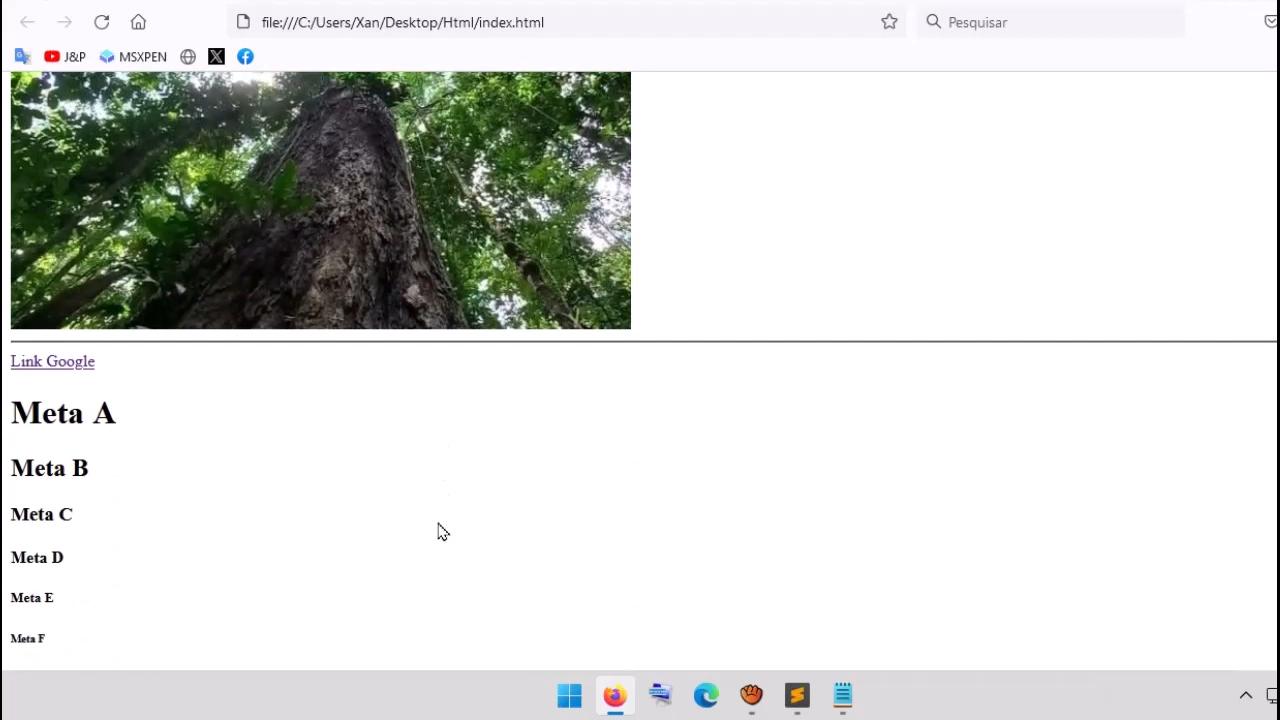 file:///C:/Users/Xan/Desktop/Html/index.html
Pesquisar
J&P
MSXPEN
Link Google
Meta A
Meta B
Meta C
Meta D
Meta E
Meta F